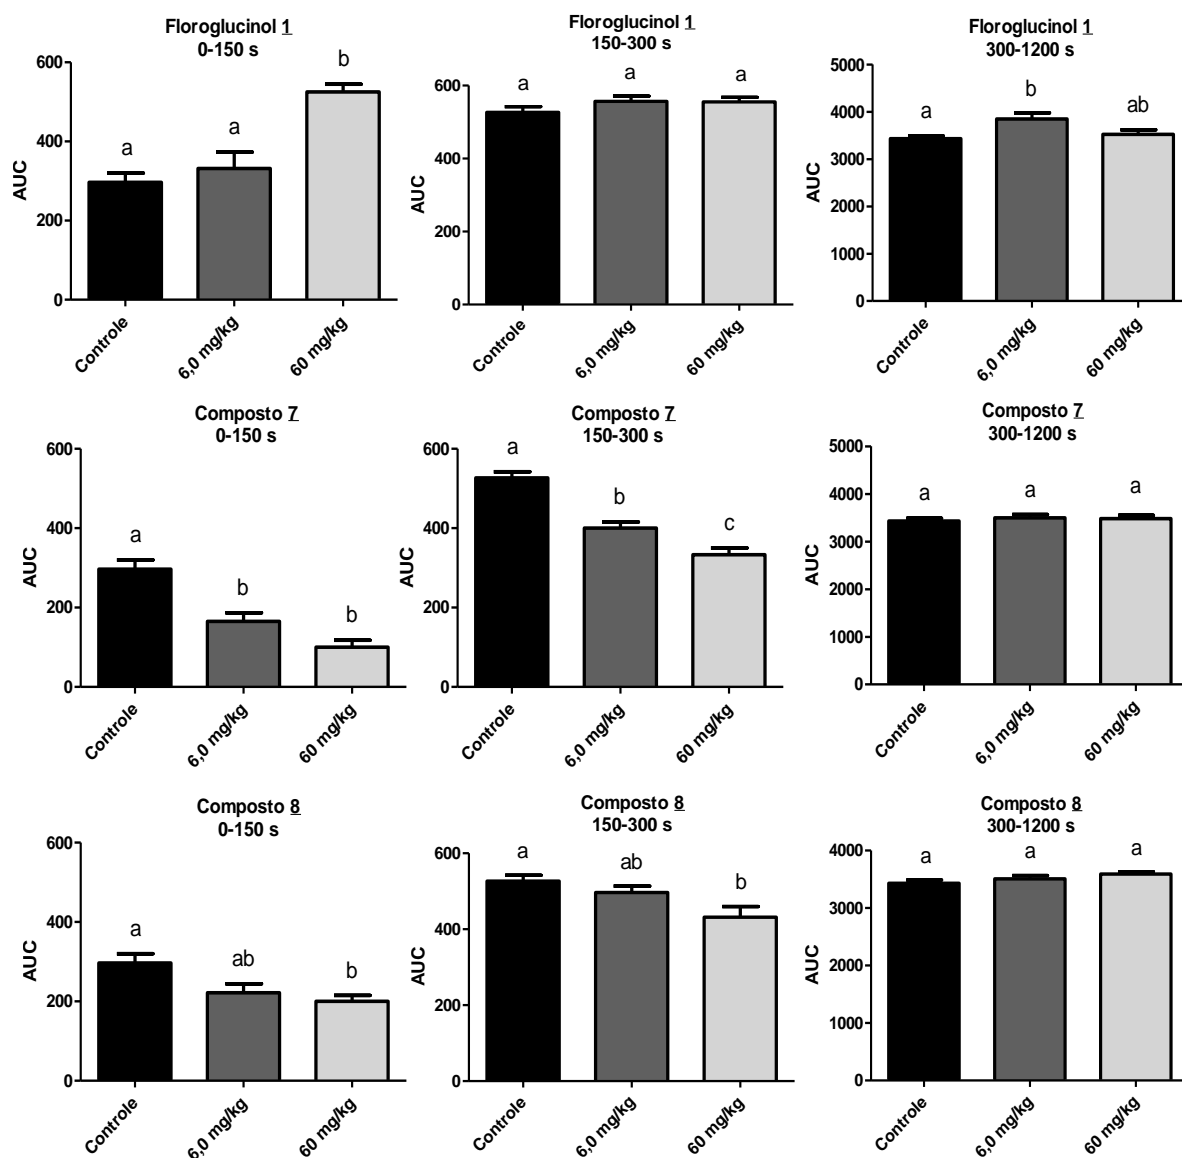 Floroglucinol 1
0-150 s
600
400
200
0
AUC
a
a
b
Controle
6,0 mg/kg
60 mg/kg
Floroglucinol 1
150-300 s
600
400
200
0
AUC
a
a
a
Controle
6,0 mg/kg
60 mg/kg
Floroglucinol 1
300-1200 s
5000
4000
3000
2000
1000
0
AUC
a
b
ab
Controle
6,0 mg/kg
60 mg/kg
Composto 7
0-150 s
600
400
200
0
AUC
a
b
b
Controle
6,0 mg/kg
60 mg/kg
Composto 7
150-300 s
600
400
200
0
AUC
a
b
c
Controle
6,0 mg/kg
60 mg/kg
Composto 7
300-1200 s
5000
4000
3000
2000
1000
0
AUC
a
a
a
Controle
6,0 mg/kg
60 mg/kg
Composto 8
0-150 s
600
400
200
0
AUC
a
ab
b
Controle
6,0 mg/kg
60 mg/kg
Composto 8
150-300 s
600
400
200
0
AUC
a
ab
b
Controle
6,0 mg/kg
60 mg/kg
Composto 8
300-1200 s
4000
3000
2000
1000
0
AUC
a
a
a
Controle
6,0 mg/kg
60 mg/kg